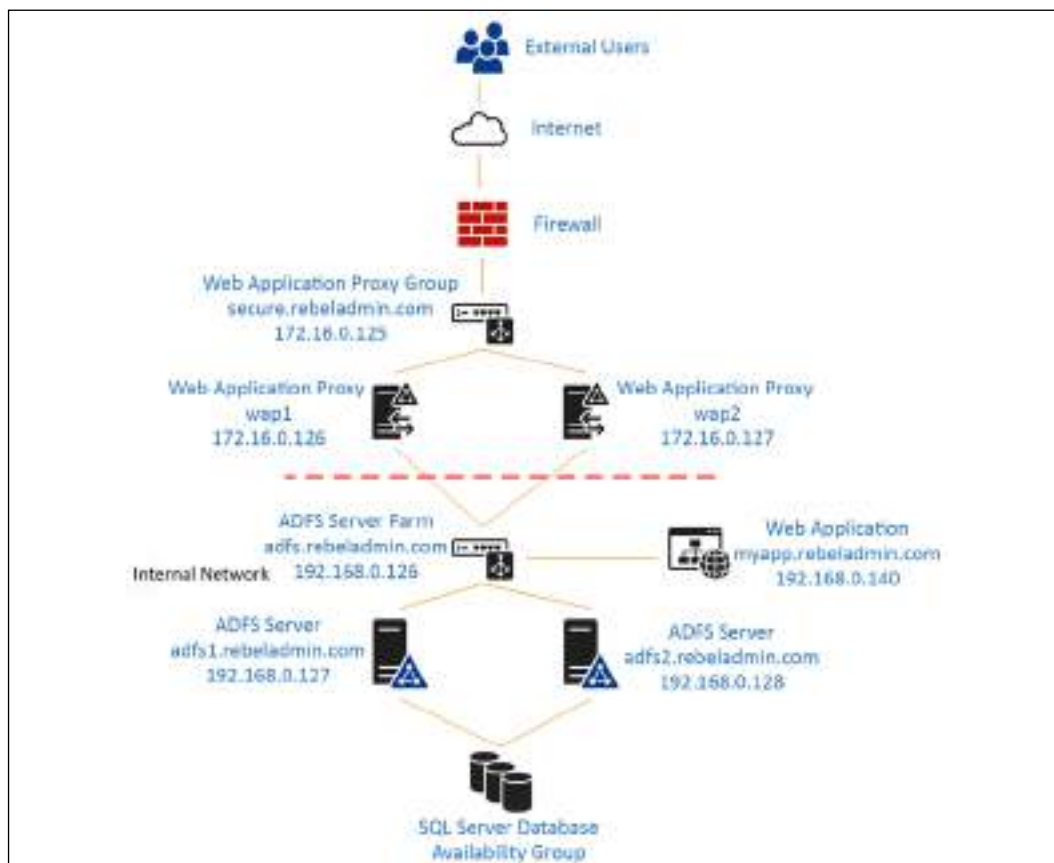 External Users
Internet
Firewall
Web Application Proxy Group
secure.rebeladmin.com
172.16.0.125
Web Application Proxy
wap1
172.16.0.126
Web Application Proxy
wap2
172.16.0.127
ADFS Server Farm
adfs.rebeladmin.com
192.168.0.126
Web Application
myapp.rebeladmin.com
192.168.0.140
Internal Network
ADFS Server
adfs1.rebeladmin.com
192.168.0.127
ADFS Server
adfs2.rebeladmin.com
192.168.0.128
SQL Server Database
Availability Group